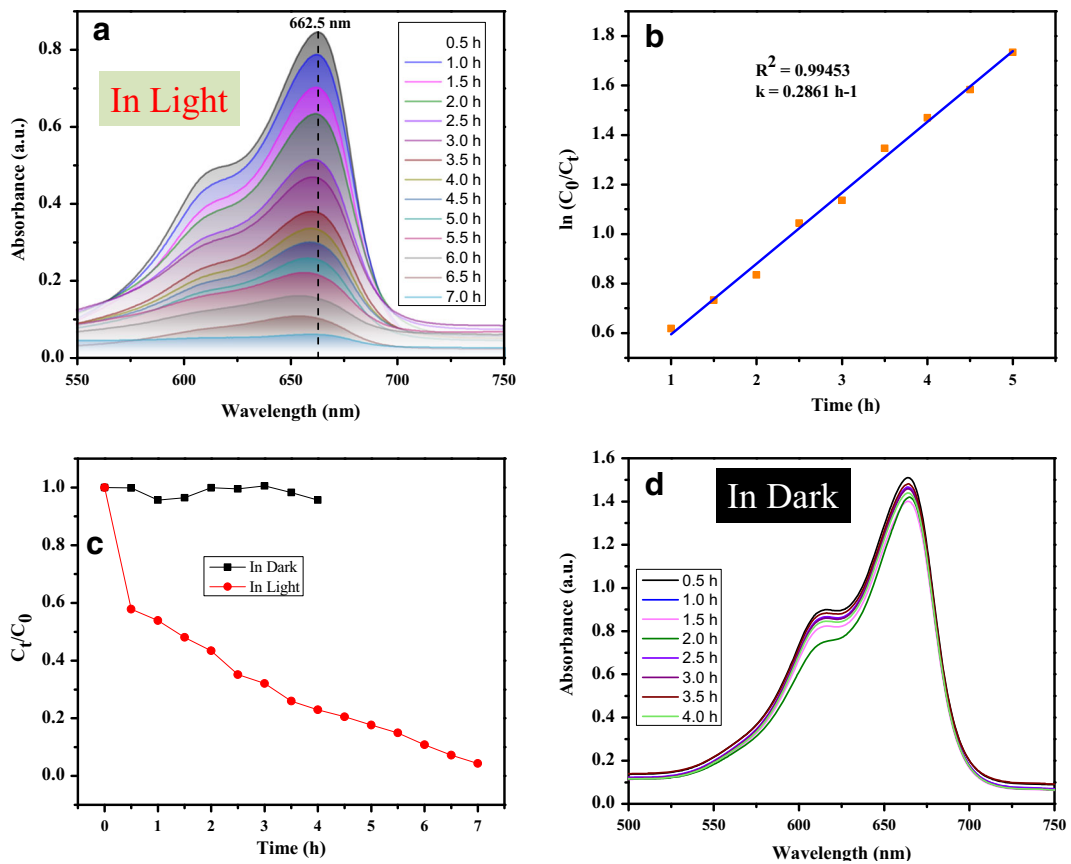 a
662.5 nm
In Light
0.5 h
1.0 h
1.5 h
2.0 h
2.5 h
3.0 h
3.5 h
4.0 h
4.5 h
5.0 h
5.5 h
6.0 h
6.5 h
7.0 h
0.8
0.6
0.4
0.2
0.0
Absorbance (a.u.)
550 600 650 700 750
Wavelength (nm)
b
R² = 0.99453
k = 0.2861 h-1
1.8
1.6
1.4
1.2
1.0
0.8
0.6
ln (C₀/Cₜ)
1 2 3 4 5
Time (h)
c
In Dark
In Light
1.0
0.8
0.6
0.4
0.2
0.0
Cₜ/C₀
0 1 2 3 4 5 6 7
Time (h)
d
In Dark
0.5 h
1.0 h
1.5 h
2.0 h
2.5 h
3.0 h
3.5 h
4.0 h
1.6
1.4
1.2
1.0
0.8
0.6
0.4
0.2
0.0
Absorbance (a.u.)
500 550 600 650 700 750
Wavelength (nm)